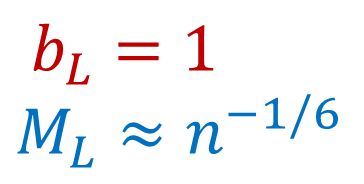 b_L = 1
M_L ≈ n^{-1/6}